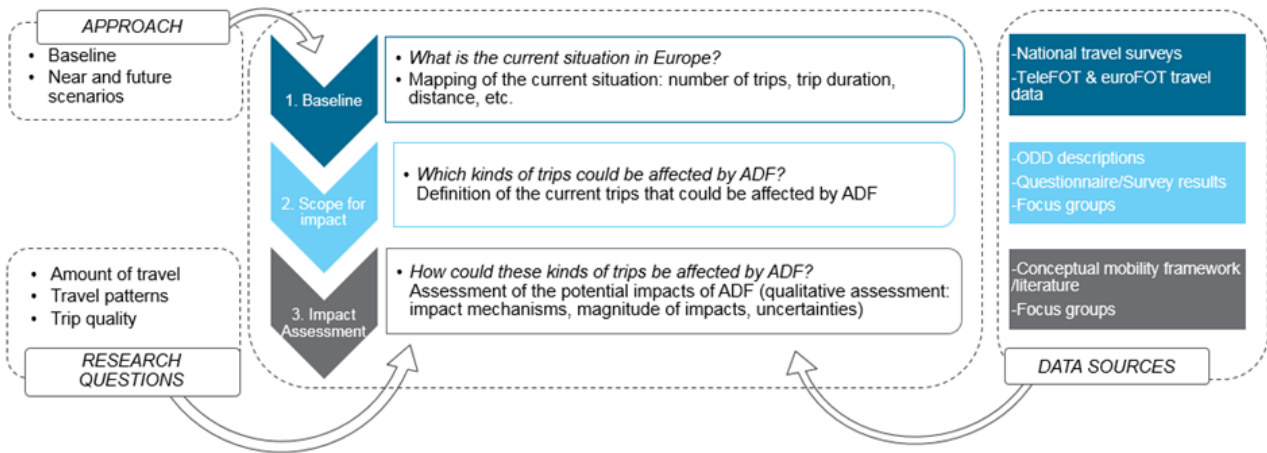 APPROACH
• Baseline
• Near and future
scenarios
1. Baseline
• What is the current situation in Europe?
• Mapping of the current situation: number of trips, trip duration,
distance, etc.
-National travel surveys
-TeleFOT & euroFOT travel
data
2. Scope for
impact
• Which kinds of trips could be affected by ADF?
Definition of the current trips that could be affected by ADF
-ODD descriptions
-Questionnaire/Survey results
-Focus groups
• Amount of travel
• Travel patterns
• Trip quality
RESEARCH
QUESTIONS
3. Impact
Assessment
• How could these kinds of trips be affected by ADF?
Assessment of the potential impacts of ADF (qualitative assessment:
impact mechanisms, magnitude of impacts, uncertainties)
-Conceptual mobility framework
/literature
-Focus groups
DATA SOURCES